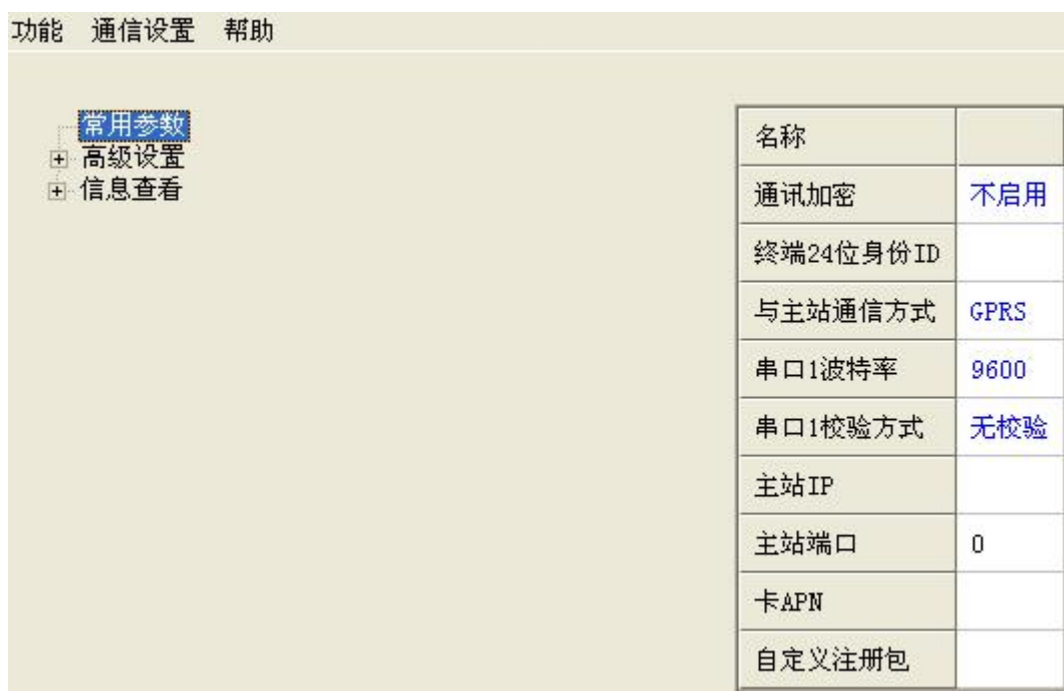 功能 通信设置 帮助
常用参数
高级设置
信息查看
名称
通讯加密 不启用
终端24位身份ID
与主站通信方式 GPRS
串口1波特率 9600
串口1校验方式 无校验
主站IP
主站端口 0
卡APN
自定义注册包